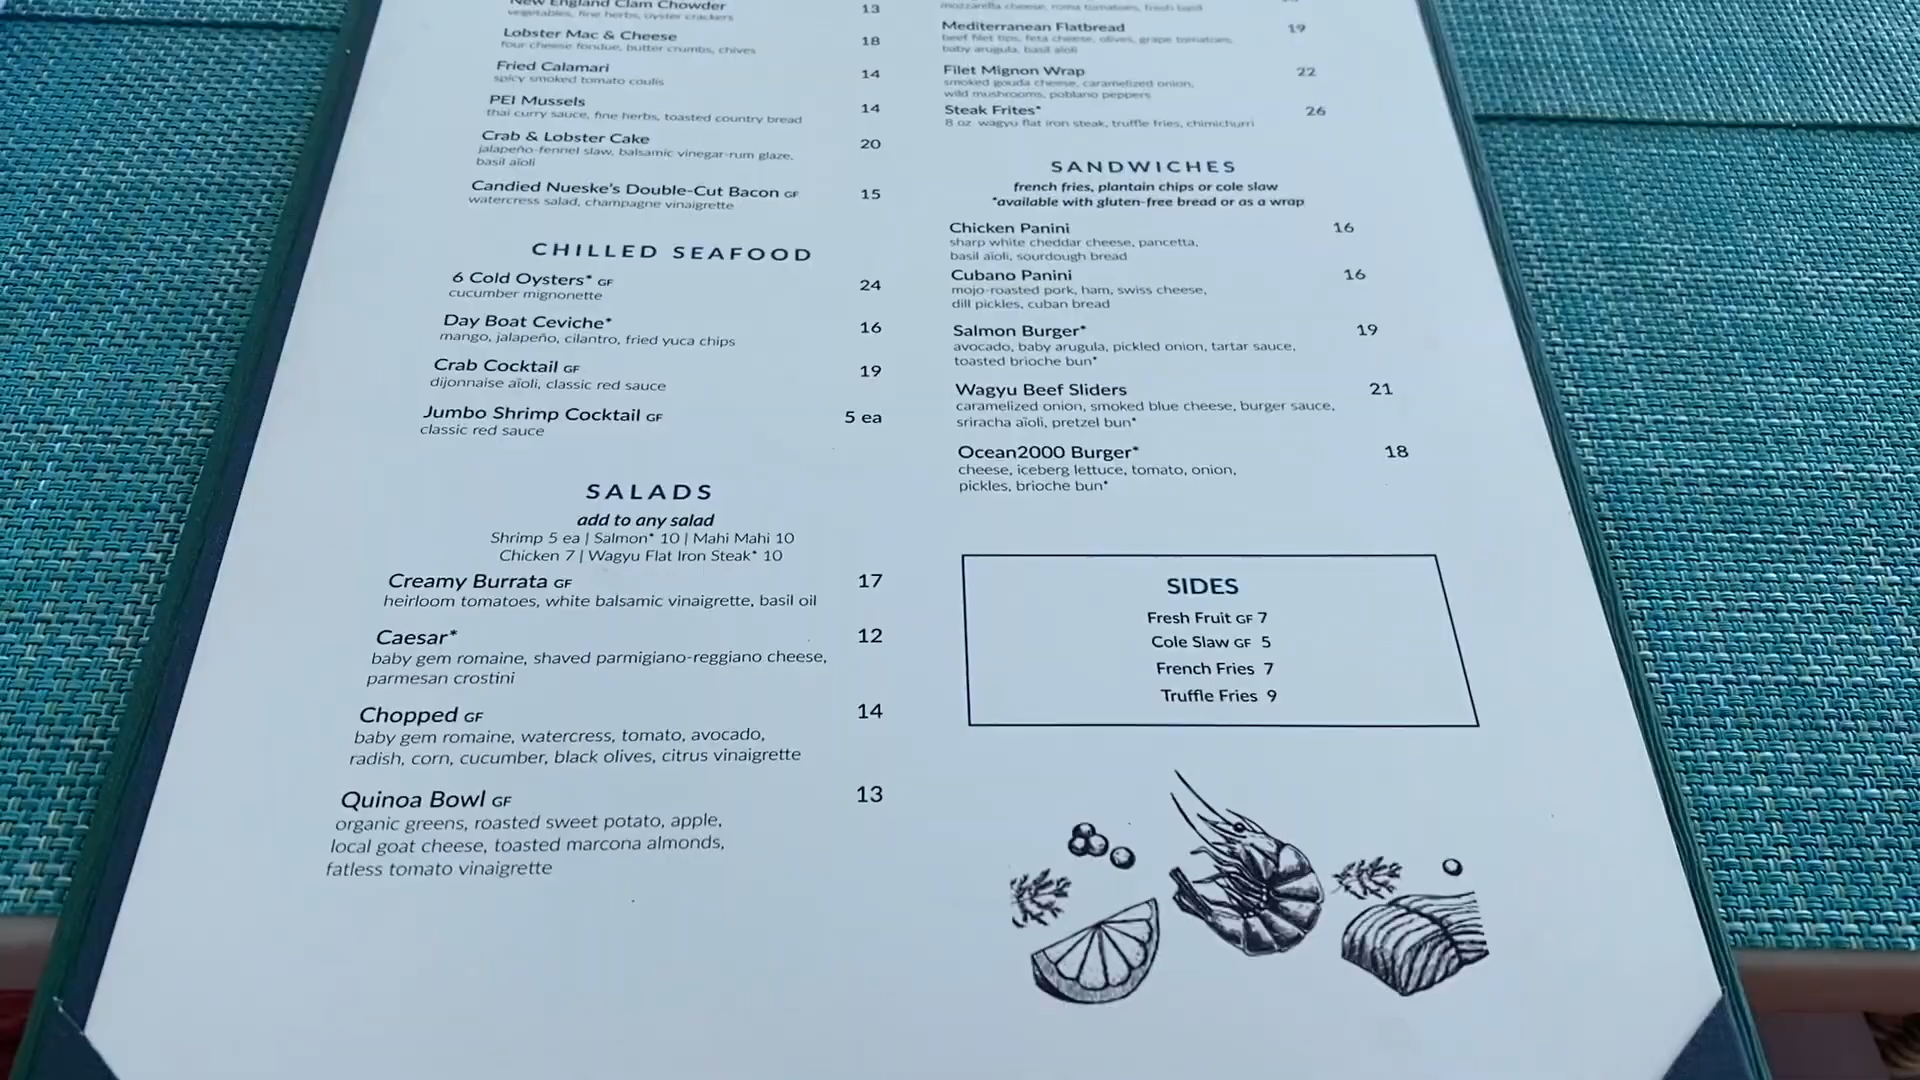 New England Clam Chowder 13
vegetables, fine herbs, oyster crackers
Lobster Mac & Cheese 18
four cheese fondue, butter crumbs, chives
Fried Calamari 14
spicy smoked tomato coulis
PEI Mussels 14
thai curry sauce, fine herbs, toasted country bread
Crab & Lobster Cake 20
jalapeño-fennel slaw, balsamic vinegar-rum glaze,
basil aïoli
Candied Nueske's Double-Cut Bacon GF 15
watercress salad, champagne vinaigrette
CHILLED SEAFOOD
6 Cold Oysters* GF 24
cucumber mignonette
Day Boat Ceviche* 16
mango, jalapeño, cilantro, fried yuca chips
Crab Cocktail GF 19
dijonnaise aïoli, classic red sauce
Jumbo Shrimp Cocktail GF 5 ea
classic red sauce
SALADS
add to any salad
Shrimp 5 ea | Salmon* 10 | Mahi Mahi 10
Chicken 7 | Wagyu Flat Iron Steak* 10
Creamy Burrata GF 17
heirloom tomatoes, white balsamic vinaigrette, basil oil
Caesar* 12
baby gem romaine, shaved parmigiano-reggiano cheese,
parmesan crostini
Chopped GF 14
baby gem romaine, watercress, tomato, avocado,
radish, corn, cucumber, black olives, citrus vinaigrette
Quinoa Bowl GF 13
organic greens, roasted sweet potato, apple,
local goat cheese, toasted marcona almonds,
fatless tomato vinaigrette
mozzarella cheese, roma tomatoes, fresh basil
Mediterranean Flatbread 19
beef filet tips, feta cheese, olives, grape tomatoes,
baby arugula, basil aïoli
Filet Mignon Wrap 22
smoked gouda cheese, caramelized onion,
wild mushrooms, poblano peppers
Steak Frites* 26
8 oz wagyu flat iron steak, truffle fries, chimichurri
SANDWICHES
french fries, plantain chips or cole slaw
*available with gluten-free bread or as a wrap
Chicken Panini 16
sharp white cheddar cheese, pancetta,
basil aïoli, sourdough bread
Cubano Panini 16
mojo-roasted pork, ham, swiss cheese,
dill pickles, cuban bread
Salmon Burger* 19
avocado, baby arugula, pickled onion, tartar sauce,
toasted brioche bun*
Wagyu Beef Sliders 21
caramelized onion, smoked blue cheese, burger sauce,
sriracha aïoli, pretzel bun*
Ocean2000 Burger* 18
cheese, iceberg lettuce, tomato, onion,
pickles, brioche bun*
SIDES
Fresh Fruit GF 7
Cole Slaw GF 5
French Fries 7
Truffle Fries 9